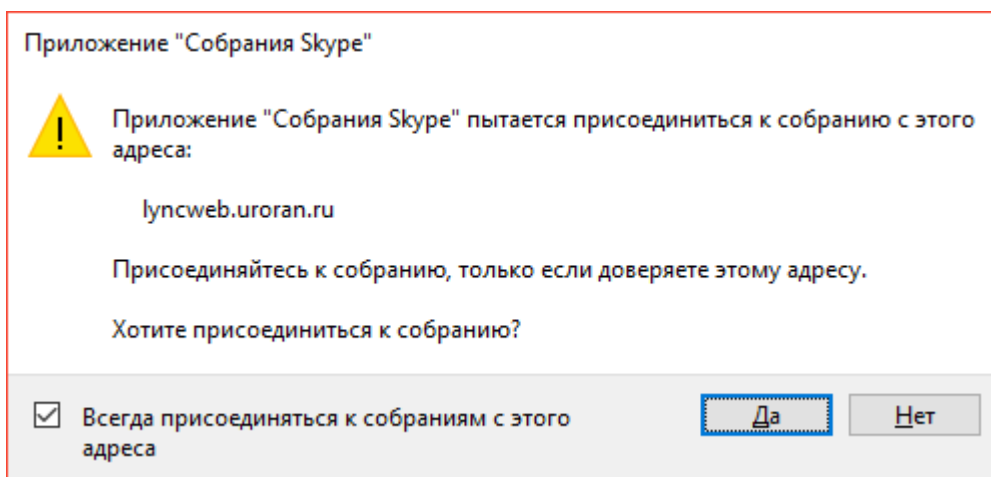 Приложение "Собрания Skype"
Приложение "Собрания Skype" пытается присоединиться к собранию с этого
адреса:
lyncweb.uroran.ru
Присоединяйтесь к собранию, только если доверяете этому адресу.
Хотите присоединиться к собранию?
Всегда присоединяться к собраниям с этого
адреса
Да
Нет